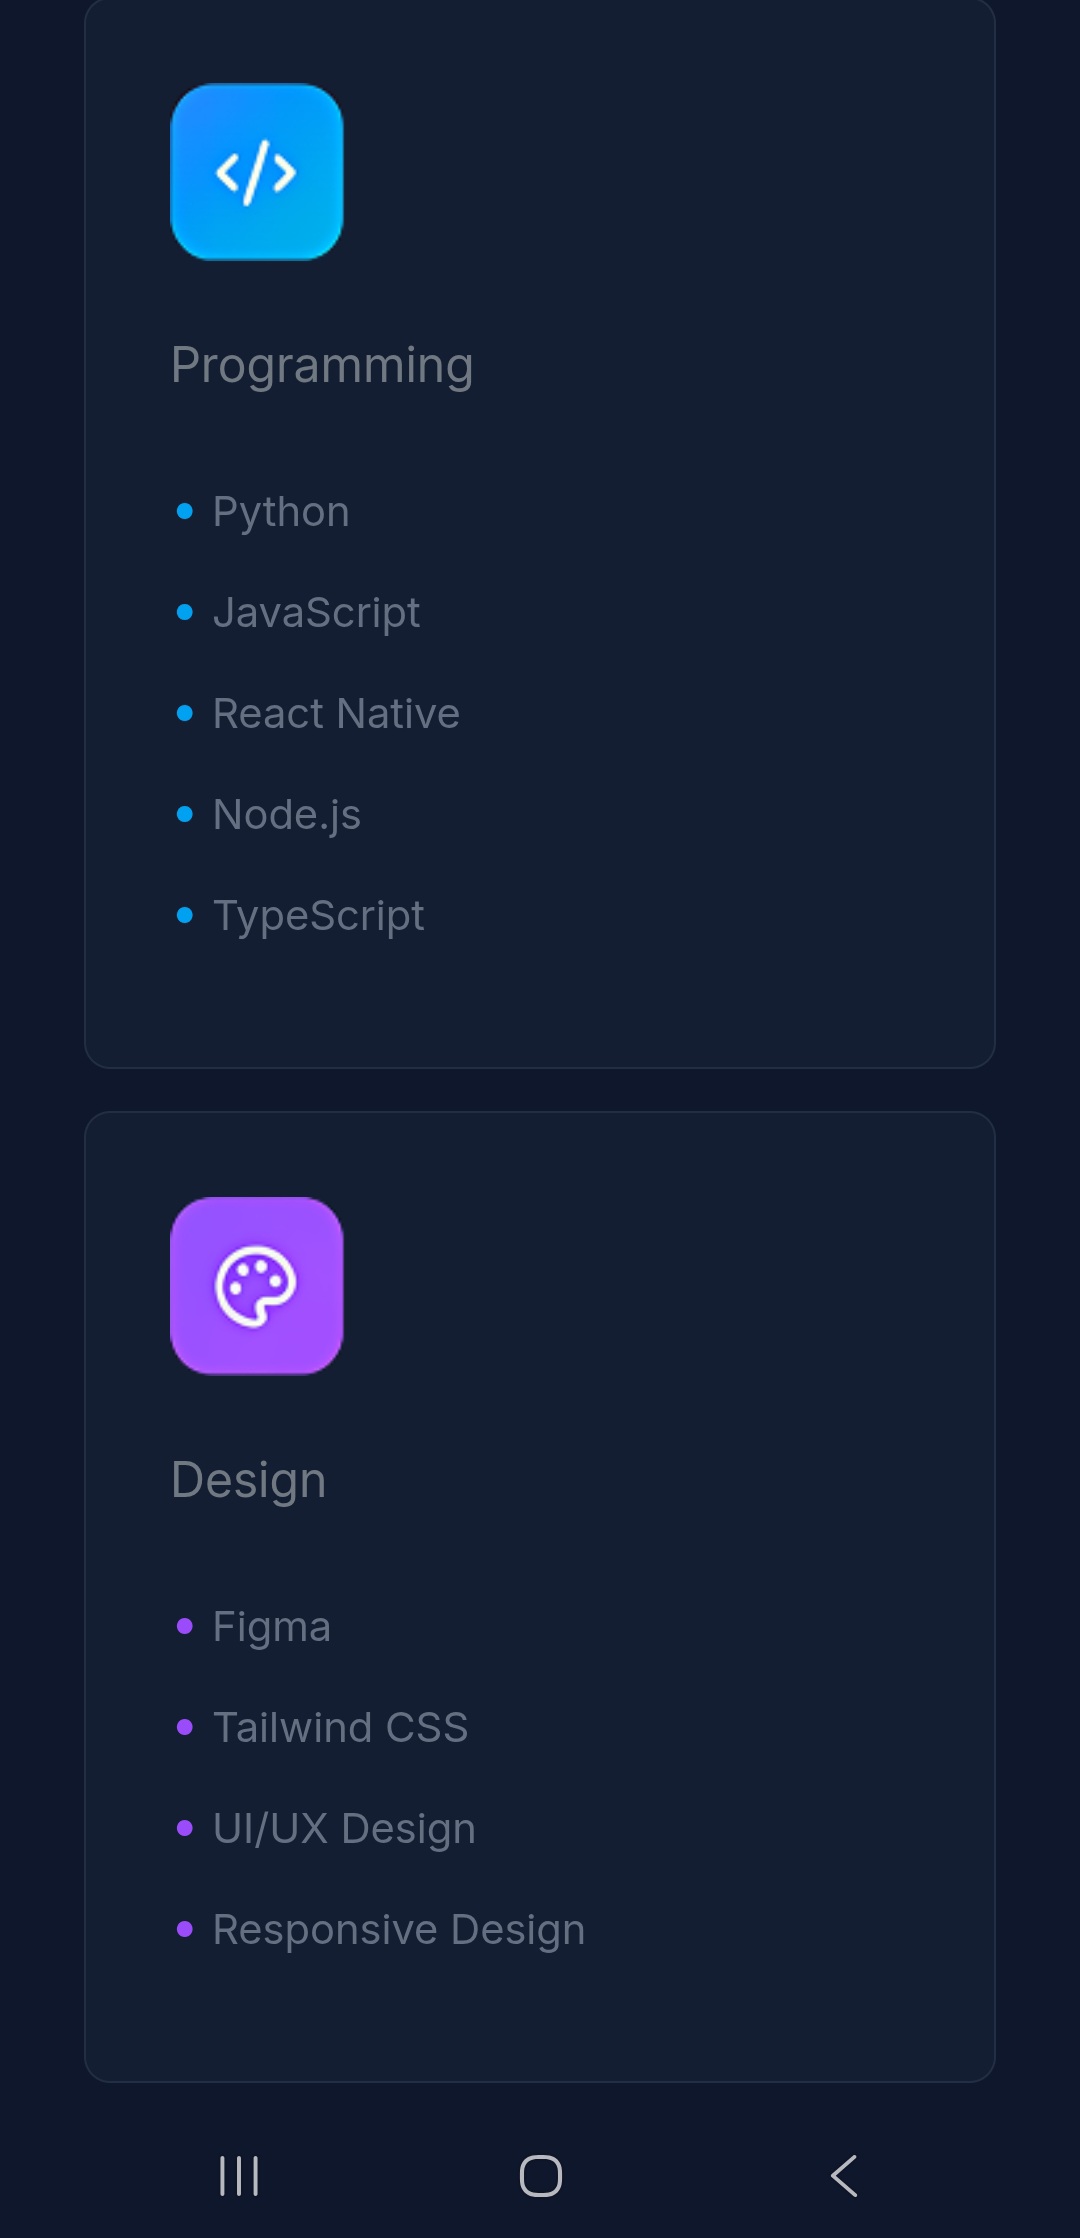 Programming
Python
JavaScript
React Native
Node.js
TypeScript
Design
Figma
Tailwind CSS
UI/UX Design
Responsive Design